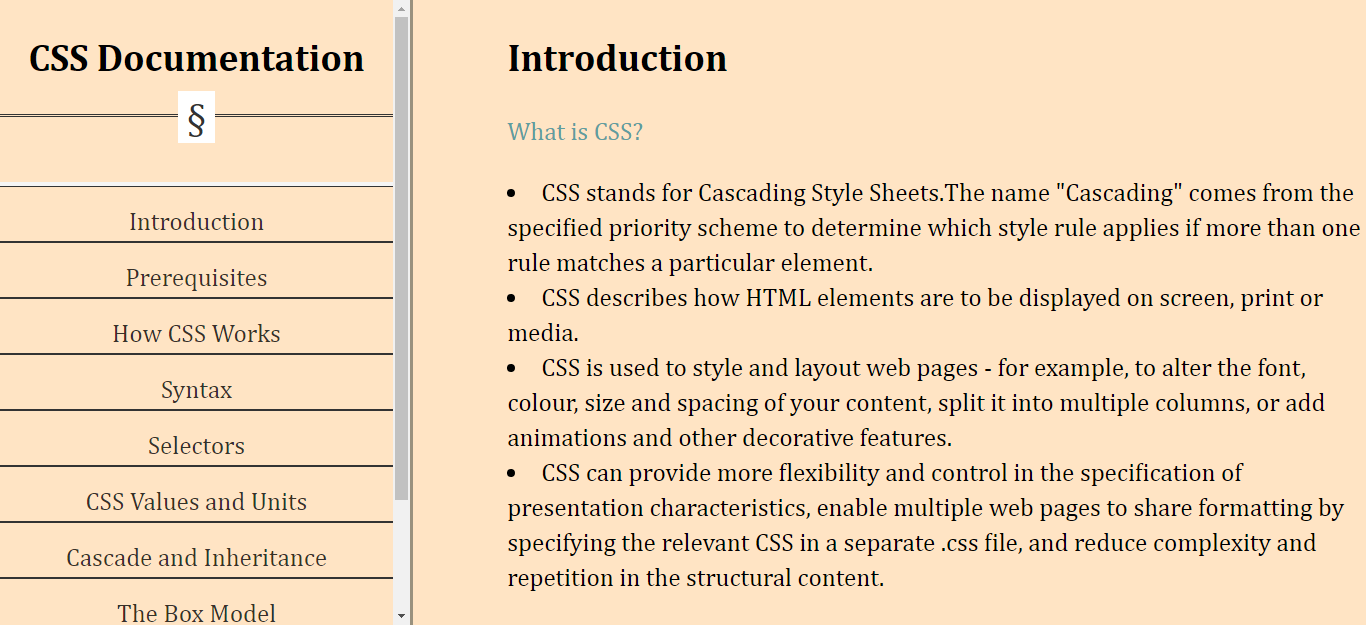 CSS Documentation
§
Introduction
Prerequisites
How CSS Works
Syntax
Selectors
CSS Values and Units
Cascade and Inheritance
The Box Model
Introduction
What is CSS?
• CSS stands for Cascading Style Sheets.The name "Cascading" comes from the
specified priority scheme to determine which style rule applies if more than one
rule matches a particular element.
• CSS describes how HTML elements are to be displayed on screen, print or
media.
• CSS is used to style and layout web pages - for example, to alter the font,
colour, size and spacing of your content, split it into multiple columns, or add
animations and other decorative features.
• CSS can provide more flexibility and control in the specification of
presentation characteristics, enable multiple web pages to share formatting by
specifying the relevant CSS in a separate .css file, and reduce complexity and
repetition in the structural content.